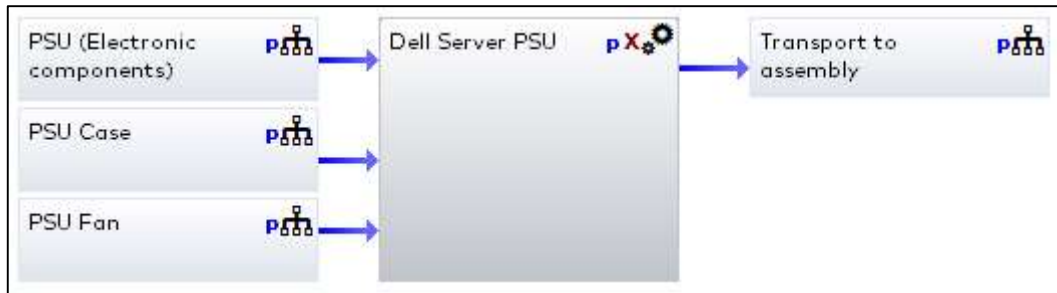 PSU (Electronic
components) p
PSU Case p
PSU Fan p
Dell Server PSU p X
Transport to
assembly p